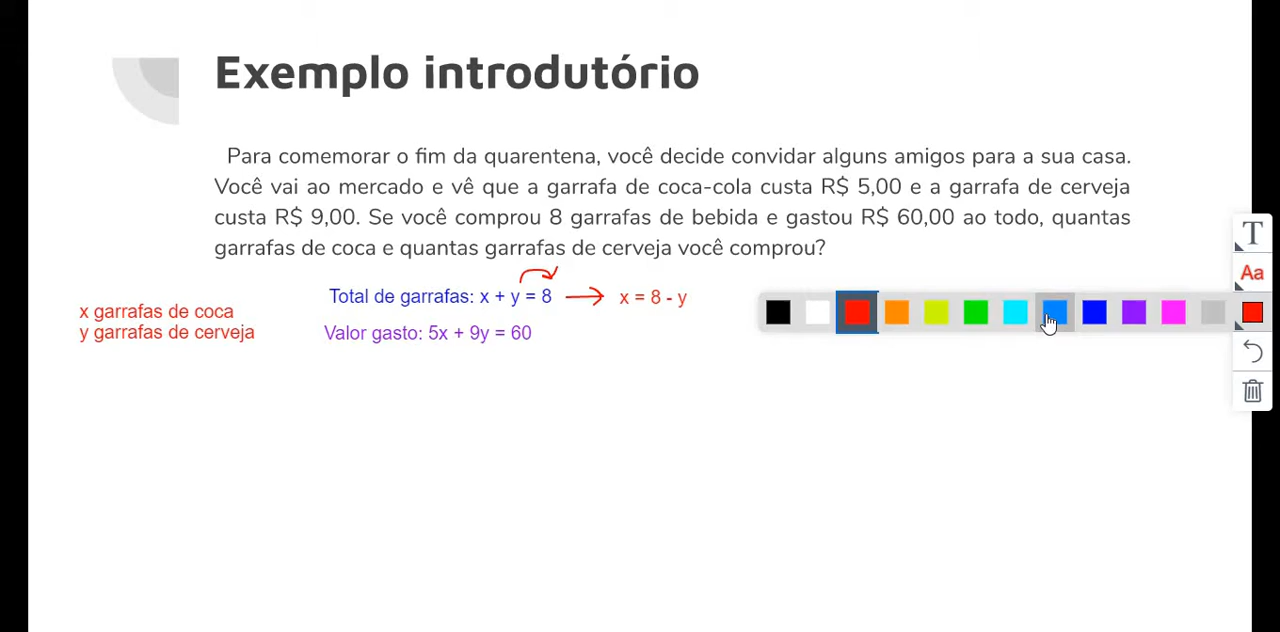 Exemplo introdutório
Para comemorar o fim da quarentena, você decide convidar alguns amigos para a sua casa.
Você vai ao mercado e vê que a garrafa de coca-cola custa R$ 5,00 e a garrafa de cerveja
custa R$ 9,00. Se você comprou 8 garrafas de bebida e gastou R$ 60,00 ao todo, quantas
garrafas de coca e quantas garrafas de cerveja você comprou?
Total de garrafas: x + y = 8
x = 8 - y
x garrafas de coca
y garrafas de cerveja
Valor gasto: 5x + 9y = 60
T
Aa